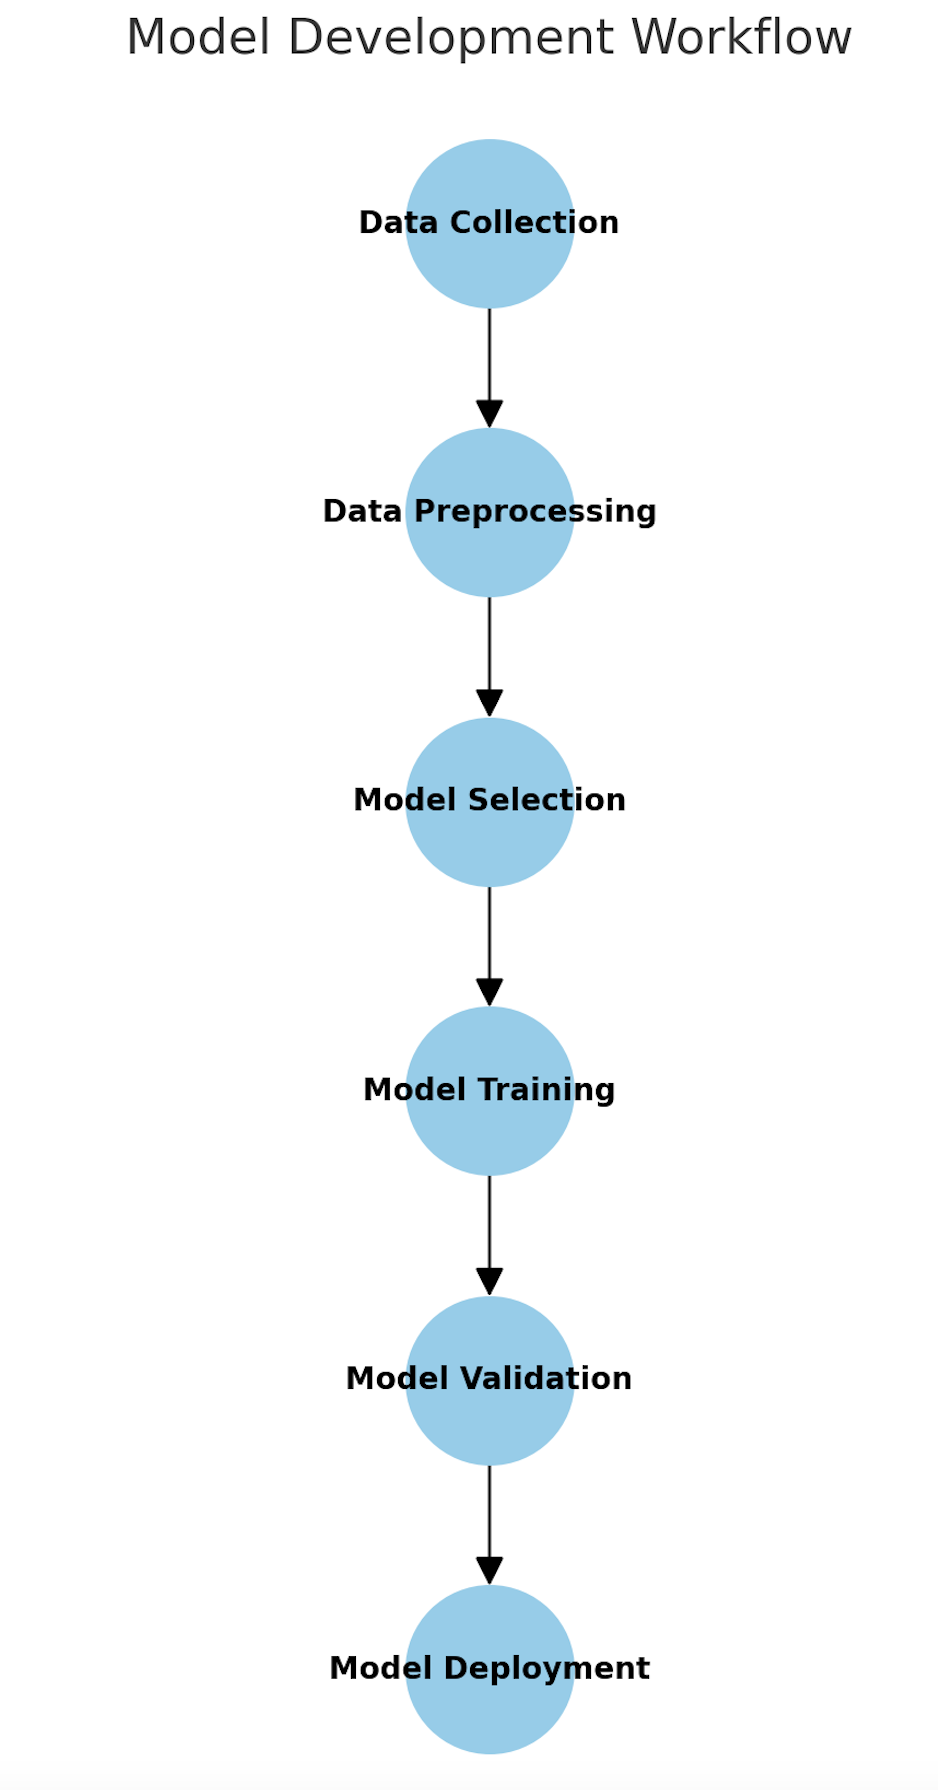 Model Development Workflow
Data Collection
Data Preprocessing
Model Selection
Model Training
Model Validation
Model Deployment